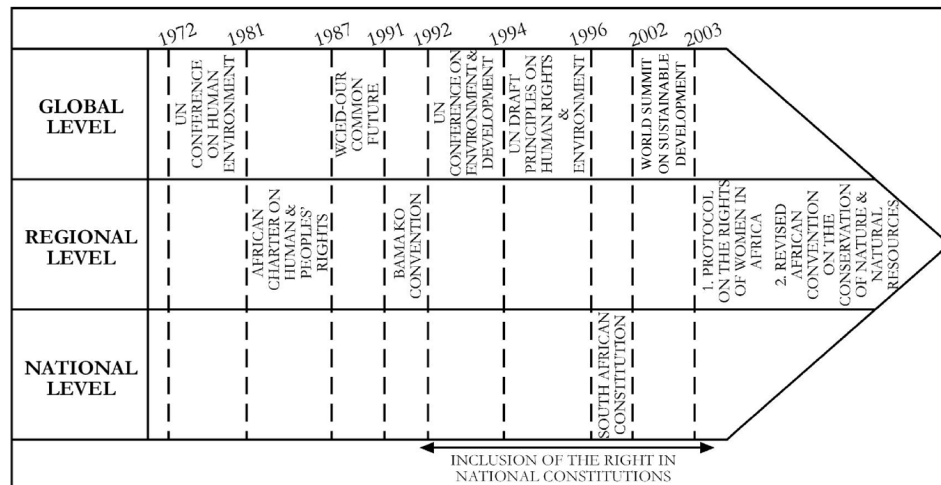 1972 1981 1987 1991 1992 1994 1996 2002 2003
GLOBAL
LEVEL
UN
CONFERENCE
ON HUMAN
ENVIRONMENT
WCED-OUR
COMMON
FUTURE
UN
CONFERENCE ON
ENVIRONMENT &
DEVELOPMENT
UN DRAFT
PRINCIPLES ON
HUMAN RIGHTS
&
ENVIRONMENT
WORLD SUMMIT
ON SUSTAINABLE
DEVELOPMENT
REGIONAL
LEVEL
AFRICAN
CHARTER ON
HUMAN &
PEOPLES'
RIGHTS
BAMAKO
CONVENTION
1. PROTOCOL
ON THE RIGHTS
OF WOMEN IN
AFRICA
2. REVISED
AFRICAN
CONVENTION
ON THE
CONSERVATION
OF NATURE &
NATURAL
RESOURCES
NATIONAL
LEVEL
SOUTH AFRICAN
CONSTITUTION
INCLUSION OF THE RIGHT IN
NATIONAL CONSTITUTIONS